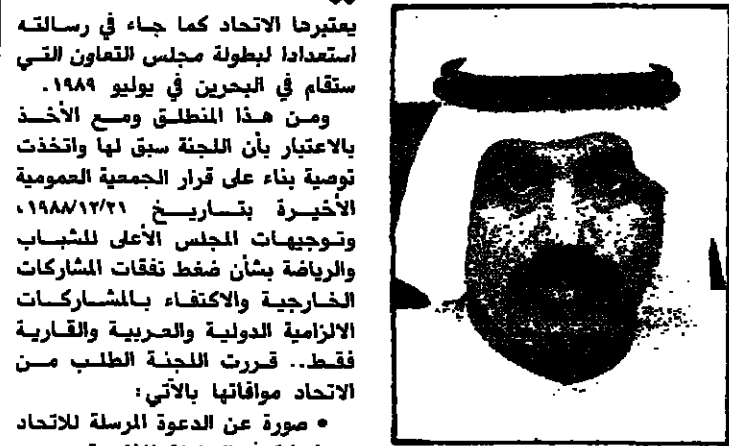 يعتبرها الاتحاد كما جاء في رسالته
استعدادا لبطولة مجلس التعاون التي
ستقام في البحرين في يوليو ١٩٨٩.
ومن هذا المنطلق ومع الأخذ
بالاعتبار بأن اللجنة سبق لها واتخذت
توصية بناء على قرار الجمعية العمومية
الأخيرة بتاريخ ١٩٨٨/١٢/٢١،
وتوجيهات المجلس الأعلى للشباب
والرياضة بشأن ضغط نفقات المشاركات
الخارجية والاكتفاء بالمشاركات
الالزامية الدولية والعربية والقارية
فقط.. قررت اللجنة الطلب من
الاتحاد موافاتها بالآتي:
• صورة عن الدعوة المرسلة للاتحاد